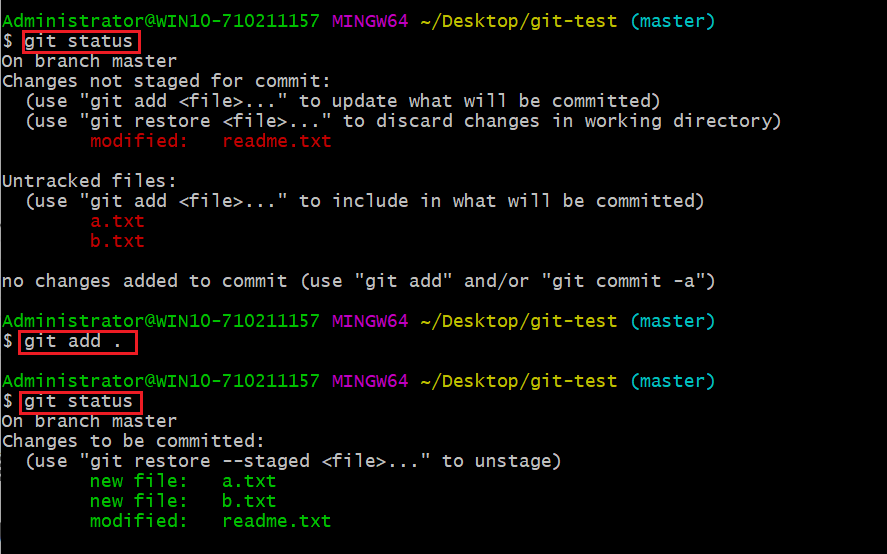 Administrator@WIN10-710211157 MINGW64 ~/Desktop/git-test (master)
$ git status
On branch master
Changes not staged for commit:
  (use "git add <file>..." to update what will be committed)
  (use "git restore <file>..." to discard changes in working directory)
        modified:   readme.txt

Untracked files:
  (use "git add <file>..." to include in what will be committed)
        a.txt
        b.txt

no changes added to commit (use "git add" and/or "git commit -a")

Administrator@WIN10-710211157 MINGW64 ~/Desktop/git-test (master)
$ git add .

Administrator@WIN10-710211157 MINGW64 ~/Desktop/git-test (master)
$ git status
On branch master
Changes to be committed:
  (use "git restore --staged <file>..." to unstage)
        new file:   a.txt
        new file:   b.txt
        modified:   readme.txt